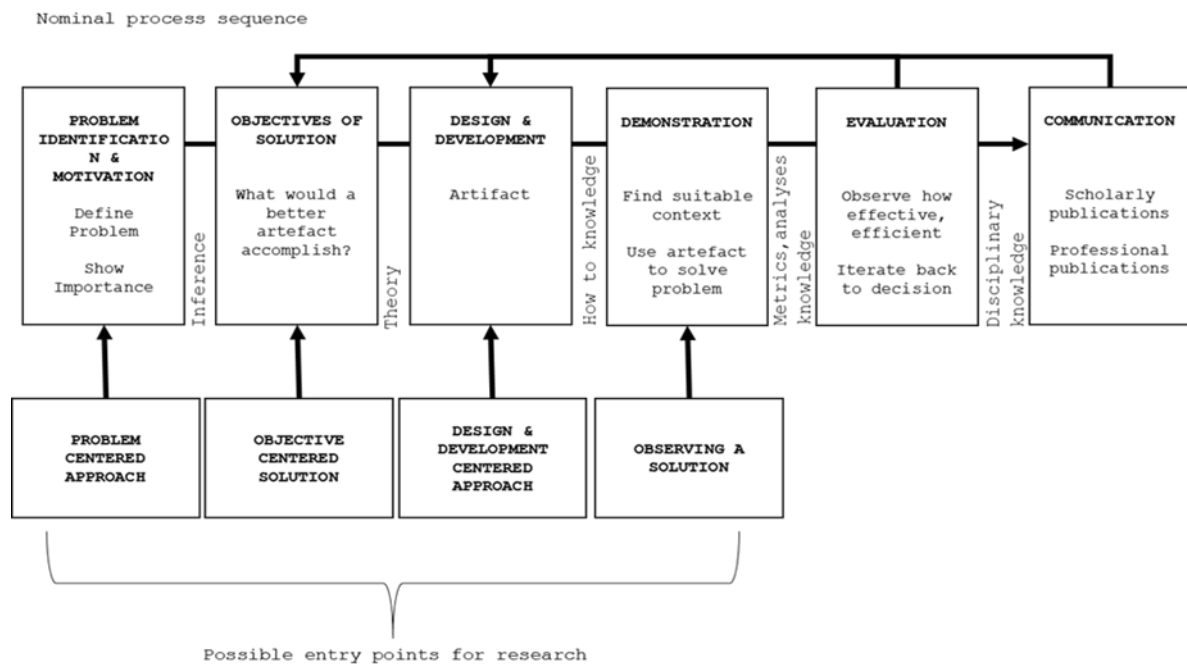 Nominal process sequence
PROBLEM
IDENTIFICATIO
N &
MOTIVATION
Define
Problem
Show
Importance
Inference
OBJECTIVES OF
SOLUTION
What would a
better
artefact
accomplish?
Theory
DESIGN &
DEVELOPMENT
Artifact
How to knowledge
DEMONSTRATION
Find suitable
context
Use artefact
to solve
problem
Metrics,analyses
knowledge
EVALUATION
Observe how
effective,
efficient
Iterate back
to decision
Disciplinary
knowledge
COMMUNICATION
Scholarly
publications
Professional
publications
PROBLEM
CENTERED
APPROACH
OBJECTIVE
CENTERED
SOLUTION
DESIGN &
DEVELOPMENT
CENTERED
APPROACH
OBSERVING A
SOLUTION
Possible entry points for research